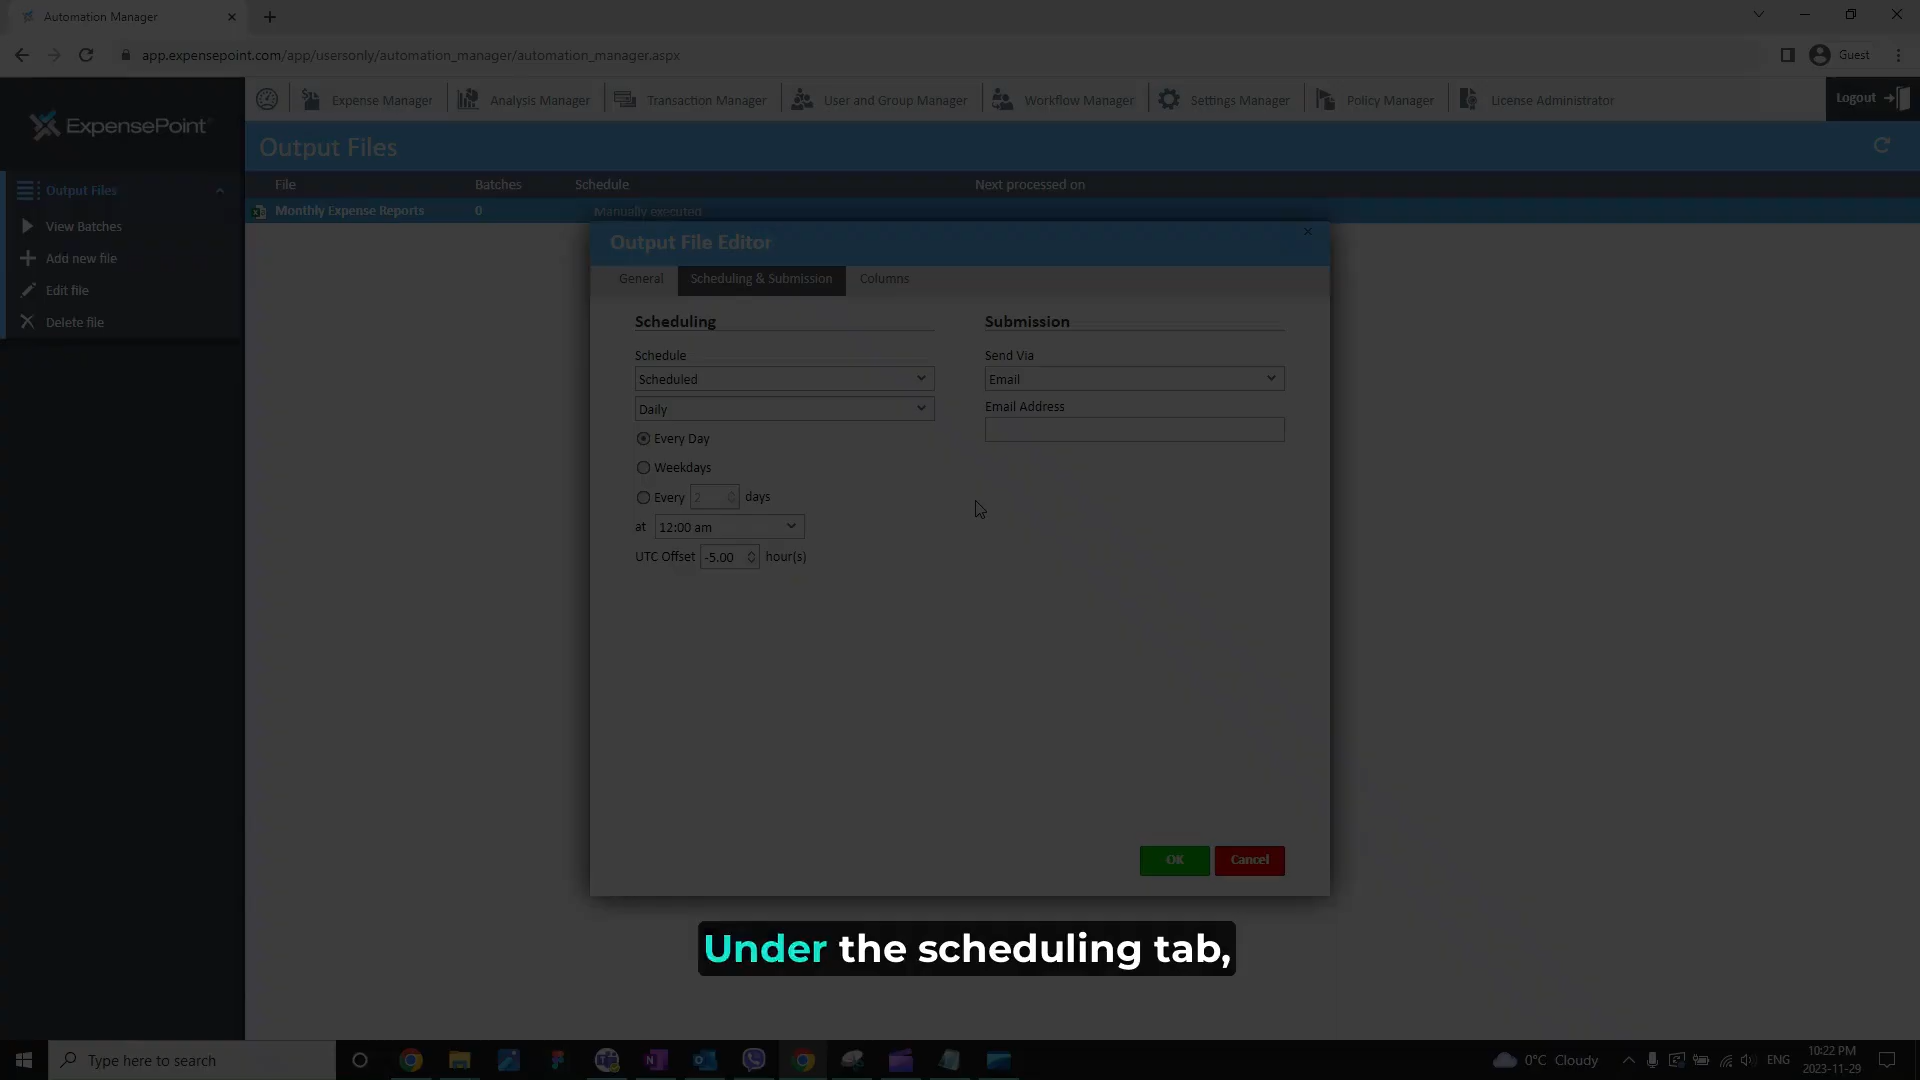 Automation Manager
app.expensepoint.com/app/usersonly/automation_manager/automation_manager.aspx
Guest
ExpensePoint
Expense Manager
Analysis Manager
Transaction Manager
User and Group Manager
Workflow Manager
Settings Manager
Policy Manager
License Administrator
Logout
Output Files
View Batches
Add new file
Edit file
Delete file
Output Files
File Batches Schedule Next processed on
Monthly Expense Reports 0 Manually executed
Output File Editor
General Scheduling & Submission Columns
Scheduling
Schedule
Scheduled
Daily
Every Day
Weekdays
Every 2 days
at 12:00 am
UTC Offset -5.00 hour(s)
Submission
Send Via
Email
Email Address
OK Cancel
Under the scheduling tab,
Type here to search
0°C Cloudy
ENG
10:22 PM
2023-11-29